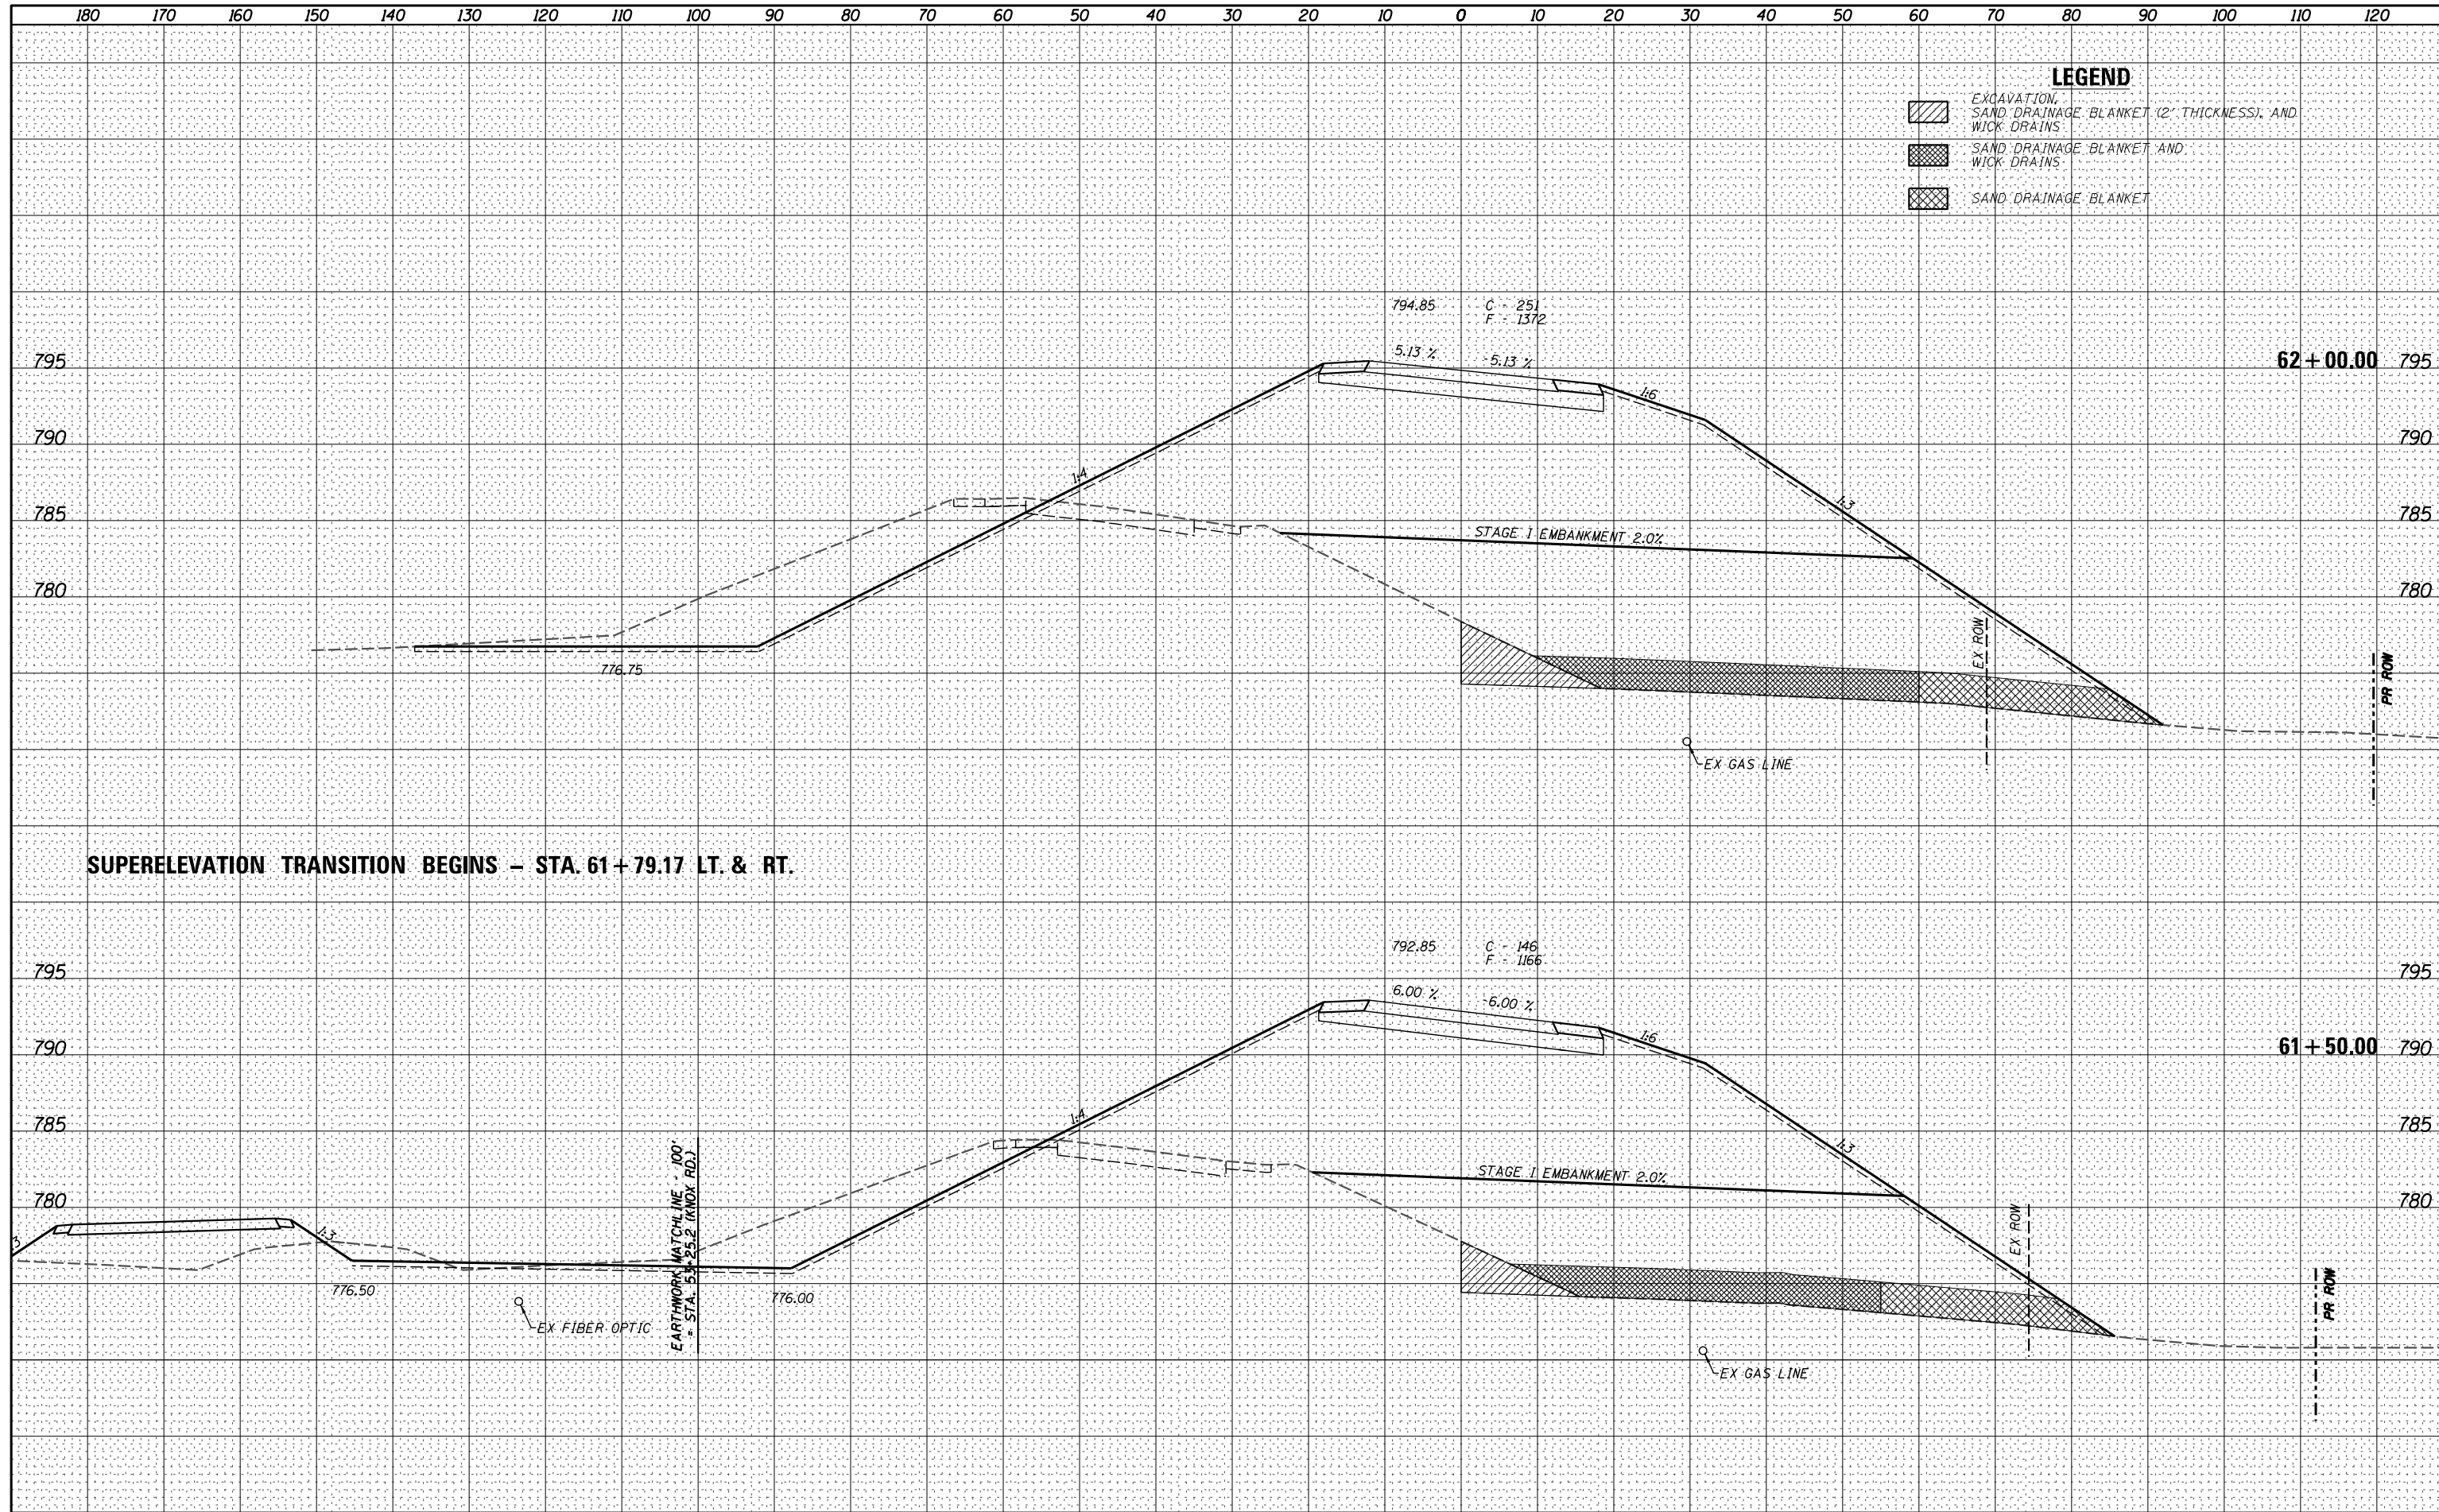 180 170 160 150 140 130 120 110 100 90 80 70 60 50 40 30 20 10 0 10 20 30 40 50 60 70 80 90 100 110 120
LEGEND
EXCAVATION,
SAND DRAINAGE BLANKET (2' THICKNESS), AND
WICK DRAINS
SAND DRAINAGE BLANKET AND
WICK DRAINS
SAND DRAINAGE BLANKET
794.85 C - 251
F - 1372
795 5.13 % -5.13 % 62+00.00 795
1:6
790 790
1:4
1:3
785 785
STAGE I EMBANKMENT 2.0%
780 780
776.75
EX ROW
PR ROW
EX GAS LINE
SUPERELEVATION TRANSITION BEGINS – STA. 61+79.17 LT. & RT.
792.85 C - 146
F - 1166
795 795
6.00 % -6.00 %
1:6
790 61+50.00 790
785 785
1:4
1:3
STAGE I EMBANKMENT 2.0%
780 780
1:3
776.50
776.00
EARTHWORK MATCHLINE - 100'
= STA. 53+25.2 (KNOX RD.)
EX ROW
PR ROW
EX FIBER OPTIC
EX GAS LINE